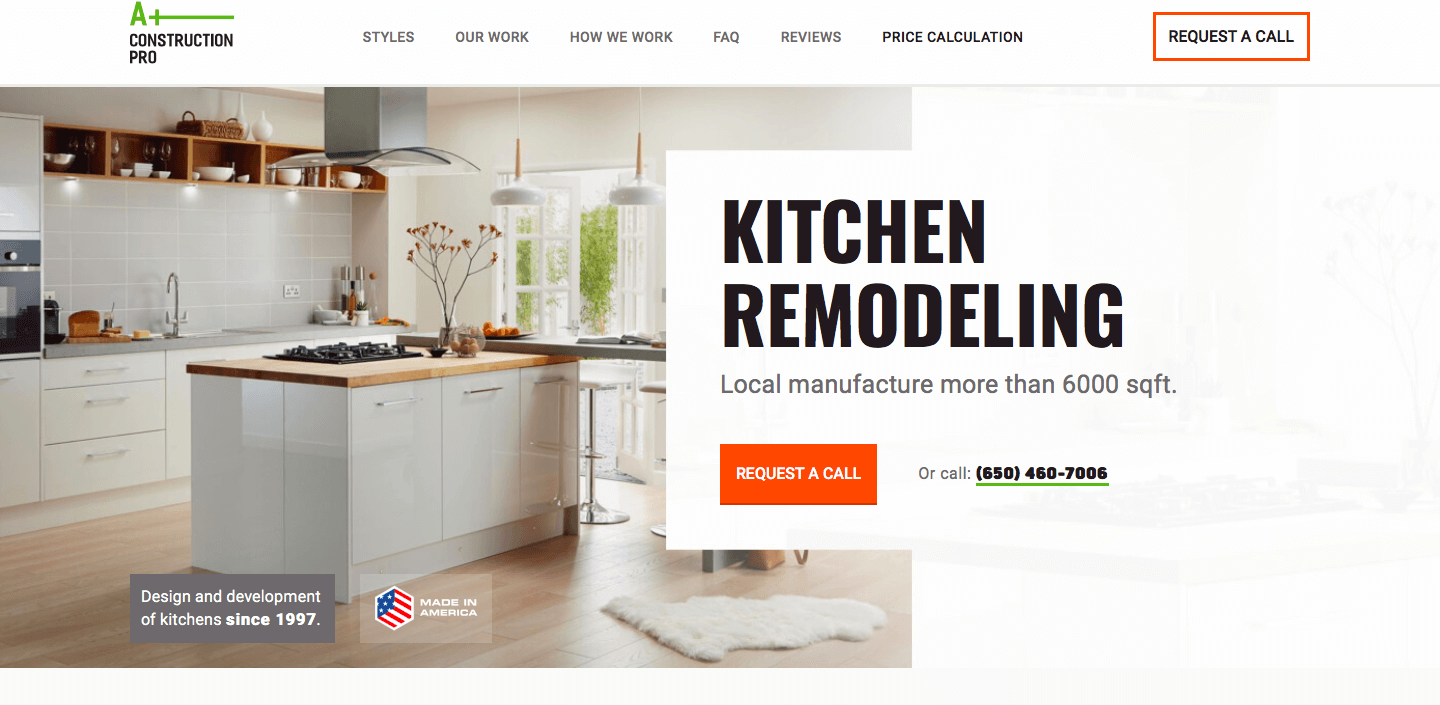 A+
CONSTRUCTION
PRO
STYLES
OUR WORK
HOW WE WORK
FAQ
REVIEWS
PRICE CALCULATION
REQUEST A CALL
KITCHEN
REMODELING
Local manufacture more than 6000 sqft.
REQUEST A CALL
Or call: (650) 460-7006
Design and development
of kitchens since 1997.
MADE IN
AMERICA